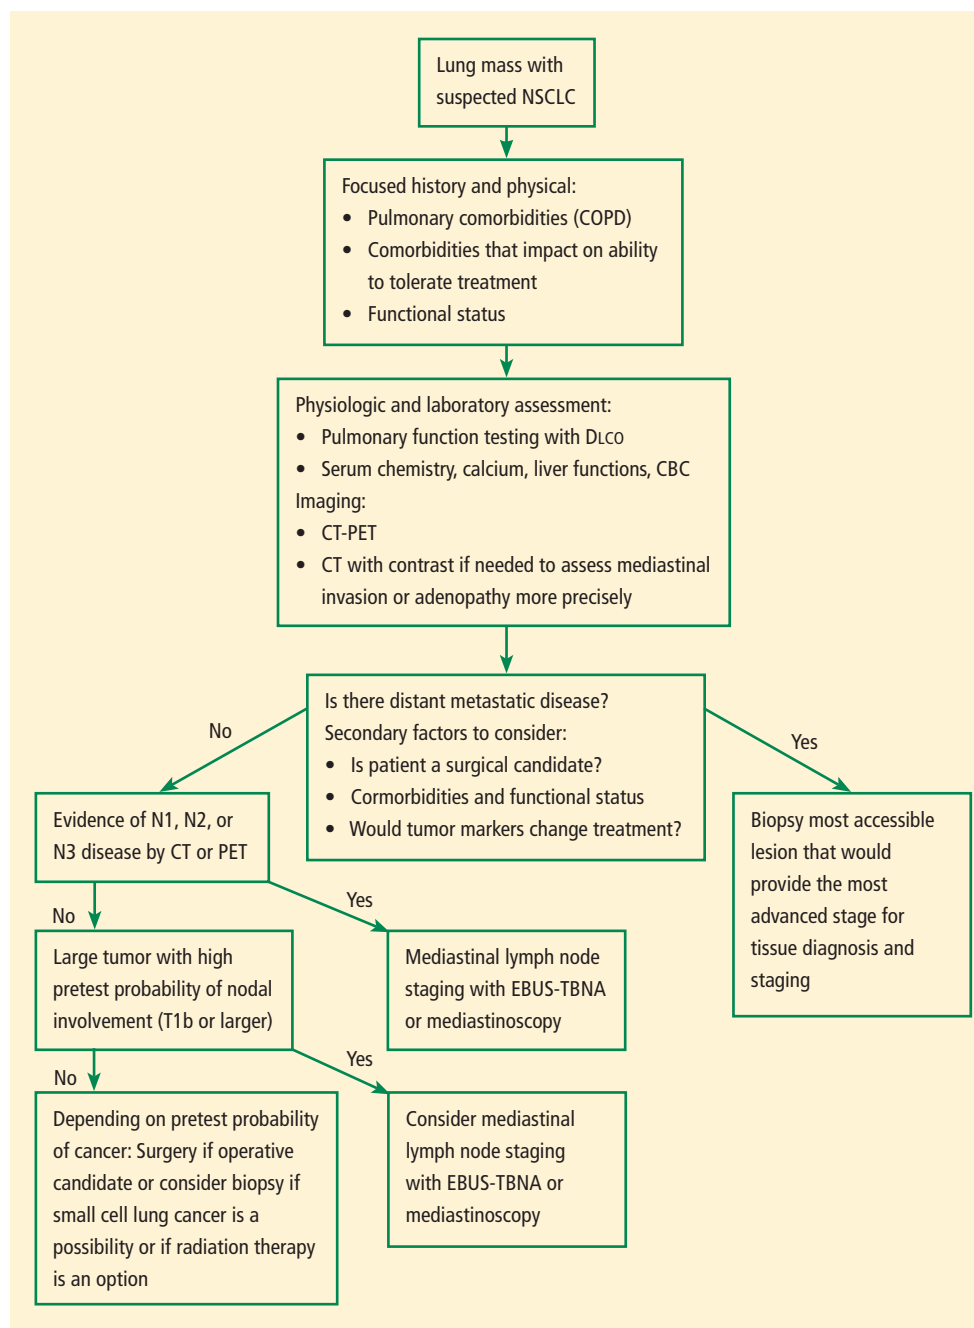 Lung mass with
suspected NSCLC
Focused history and physical:
• Pulmonary comorbidities (COPD)
• Comorbidities that impact on ability
to tolerate treatment
• Functional status
Physiologic and laboratory assessment:
• Pulmonary function testing with DLCO
• Serum chemistry, calcium, liver functions, CBC
Imaging:
• CT-PET
• CT with contrast if needed to assess mediastinal
invasion or adenopathy more precisely
Is there distant metastatic disease?
Secondary factors to consider:
• Is patient a surgical candidate?
• Cormorbidities and functional status
• Would tumor markers change treatment?
No
Yes
Evidence of N1, N2, or
N3 disease by CT or PET
Biopsy most accessible
lesion that would
provide the most
advanced stage for
tissue diagnosis and
staging
No
Yes
Large tumor with high
pretest probability of nodal
involvement (T1b or larger)
Mediastinal lymph node
staging with EBUS-TBNA
or mediastinoscopy
No
Yes
Depending on pretest probability
of cancer: Surgery if operative
candidate or consider biopsy if
small cell lung cancer is a
possibility or if radiation therapy
is an option
Consider mediastinal
lymph node staging
with EBUS-TBNA or
mediastinoscopy